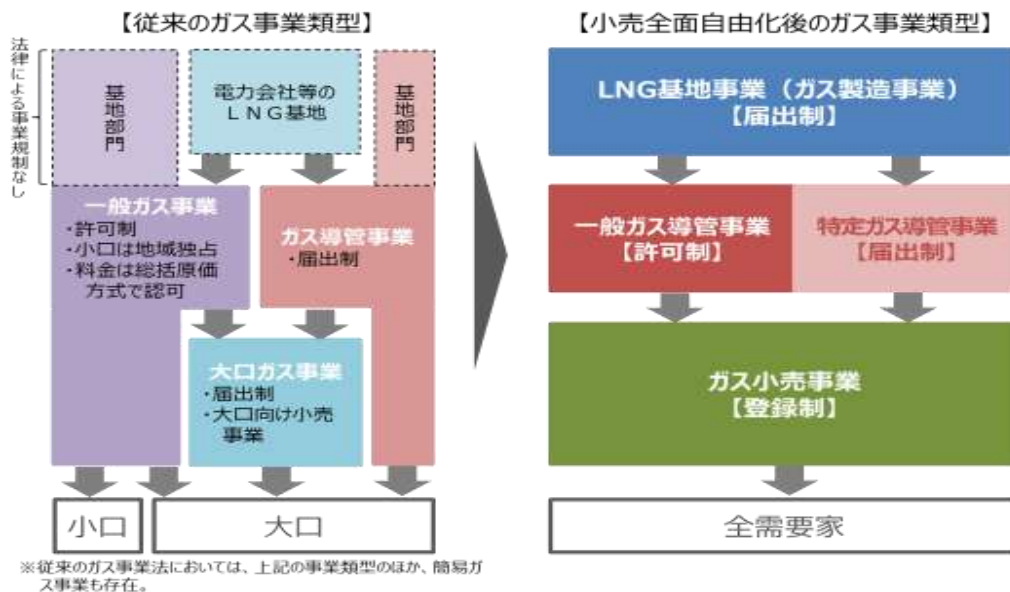 【従来のガス事業類型】
法律による事業規制なし
基地部門
電力会社等の
ＬＮＧ基地
基地部門
一般ガス事業
・許可制
・小口は地域独占
・料金は総括原価
方式で認可
ガス導管事業
・届出制
大口ガス事業
・届出制
・大口向け小売
事業
小口
大口
※従来のガス事業法においては、上記の事業類型のほか、簡易ガ
ス事業も存在。
【小売全面自由化後のガス事業類型】
LNG基地事業（ガス製造事業）
【届出制】
一般ガス導管事業
【許可制】
特定ガス導管事業
【届出制】
ガス小売事業
【登録制】
全需要家